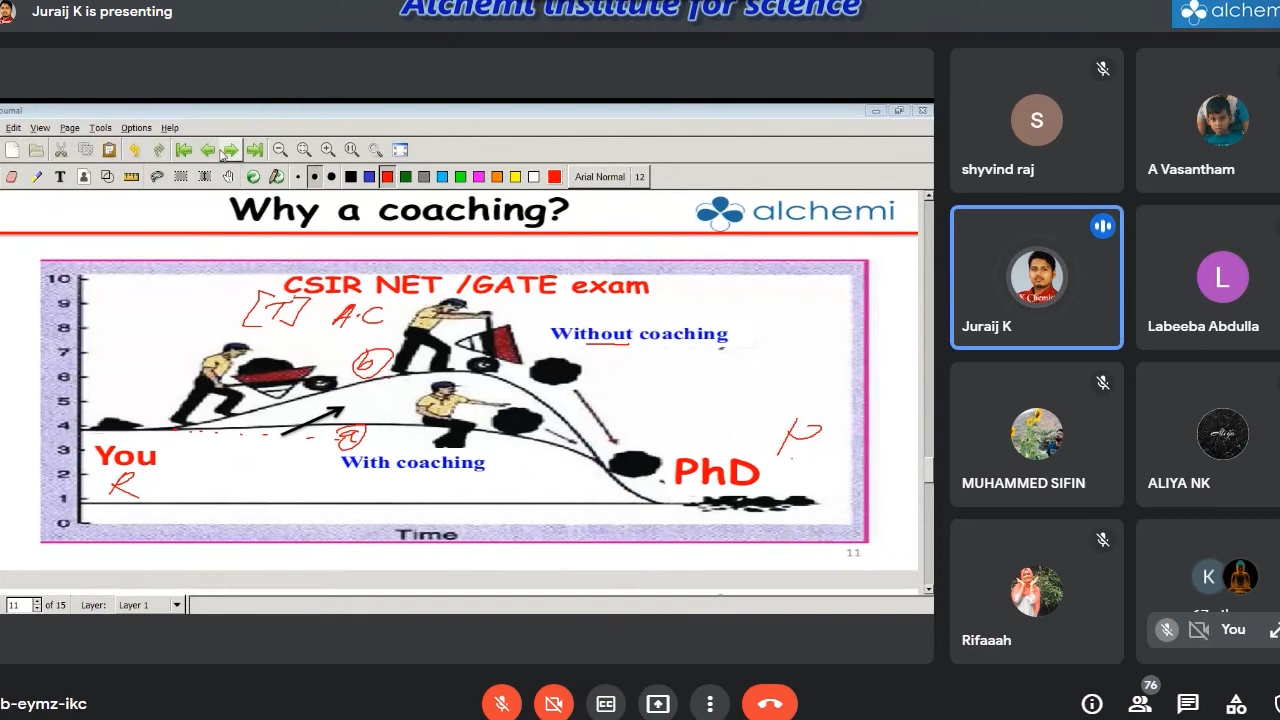 Juraij K is presenting
Alchemi institute for science
alchemi
Edit View Page Tools Options Help
Arial Normal 12
Why a coaching?
alchemi
CSIR NET /GATE exam
[T] A.C
Without coaching
b
a
You
R
With coaching
PhD
P
10
9
8
7
6
5
4
3
2
1
0
Time
11
11 of 15 Layer: Layer 1
S
shyvind raj
A Vasantham
Juraij K
L
Labeeba Abdulla
MUHAMMED SIFIN
ALIYA NK
Rifaaah
K
You
b-eymz-ikc
76